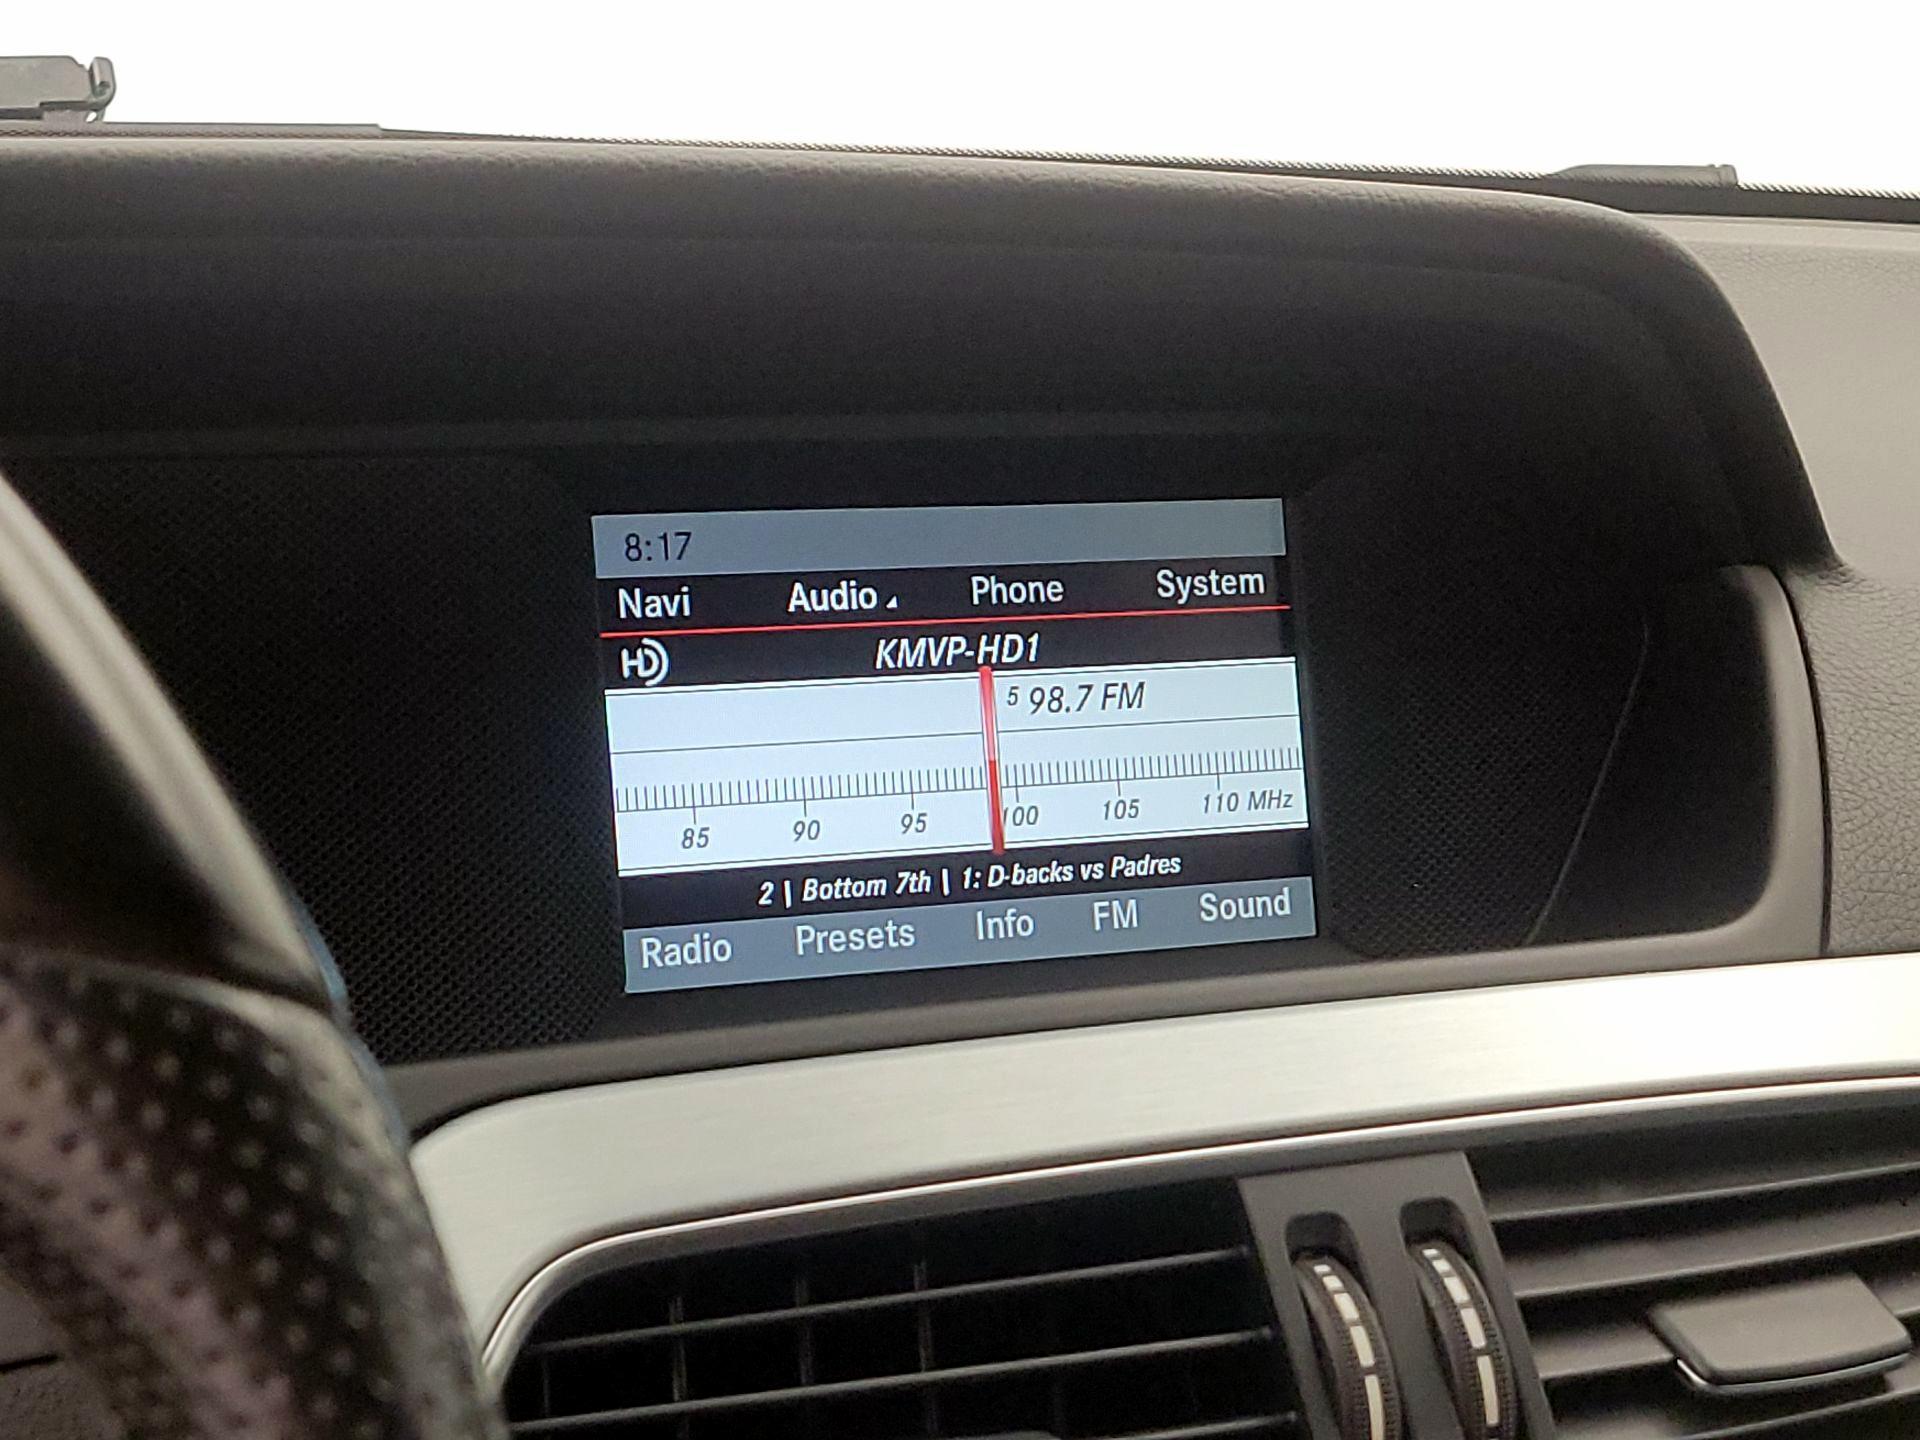 8:17
Navi Audio Phone System
HD KMVP-HD1
5 98.7 FM
85 90 95 100 105 110 MHz
2 | Bottom 7th | 1: D-backs vs Padres
Radio Presets Info FM Sound